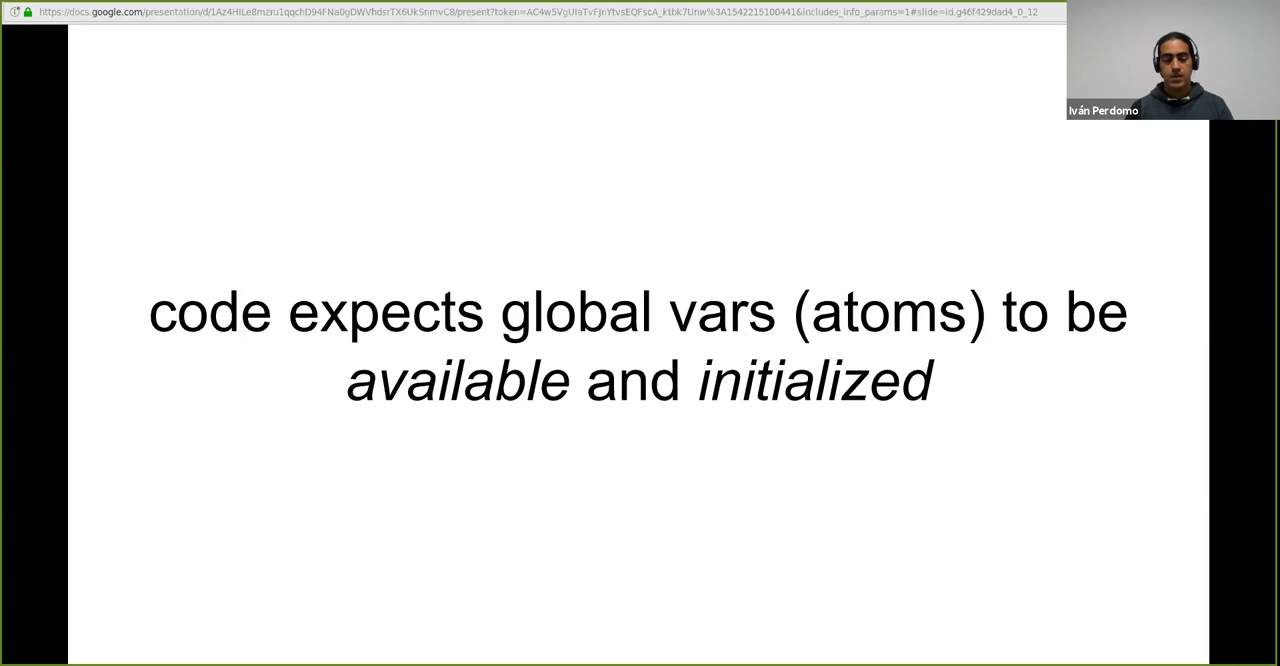 Iván Perdomo
code expects global vars (atoms) to be
available and initialized